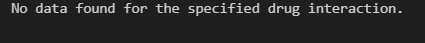 No data found for the specified drug interaction.